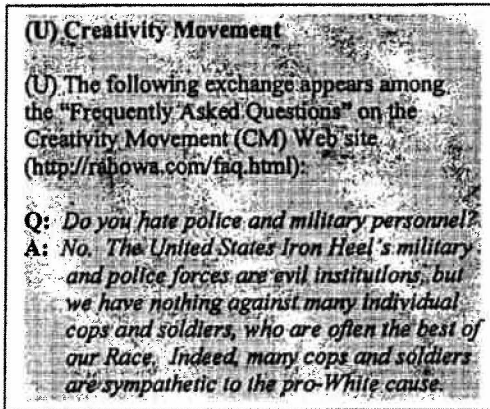 (U) Creativity Movement
(U) The following exchange appears among
the "Frequently Asked Questions" on the
Creativity Movement (CM) Web site
(http://rahowa.com/faq.html):
Q: Do you hate police and military personnel?
A: No. The United States Iron Heel's military
and police forces are evil institutions, but
we have nothing against many individual
cops and soldiers, who are often the best of
our Race. Indeed, many cops and soldiers
are sympathetic to the pro-White cause.